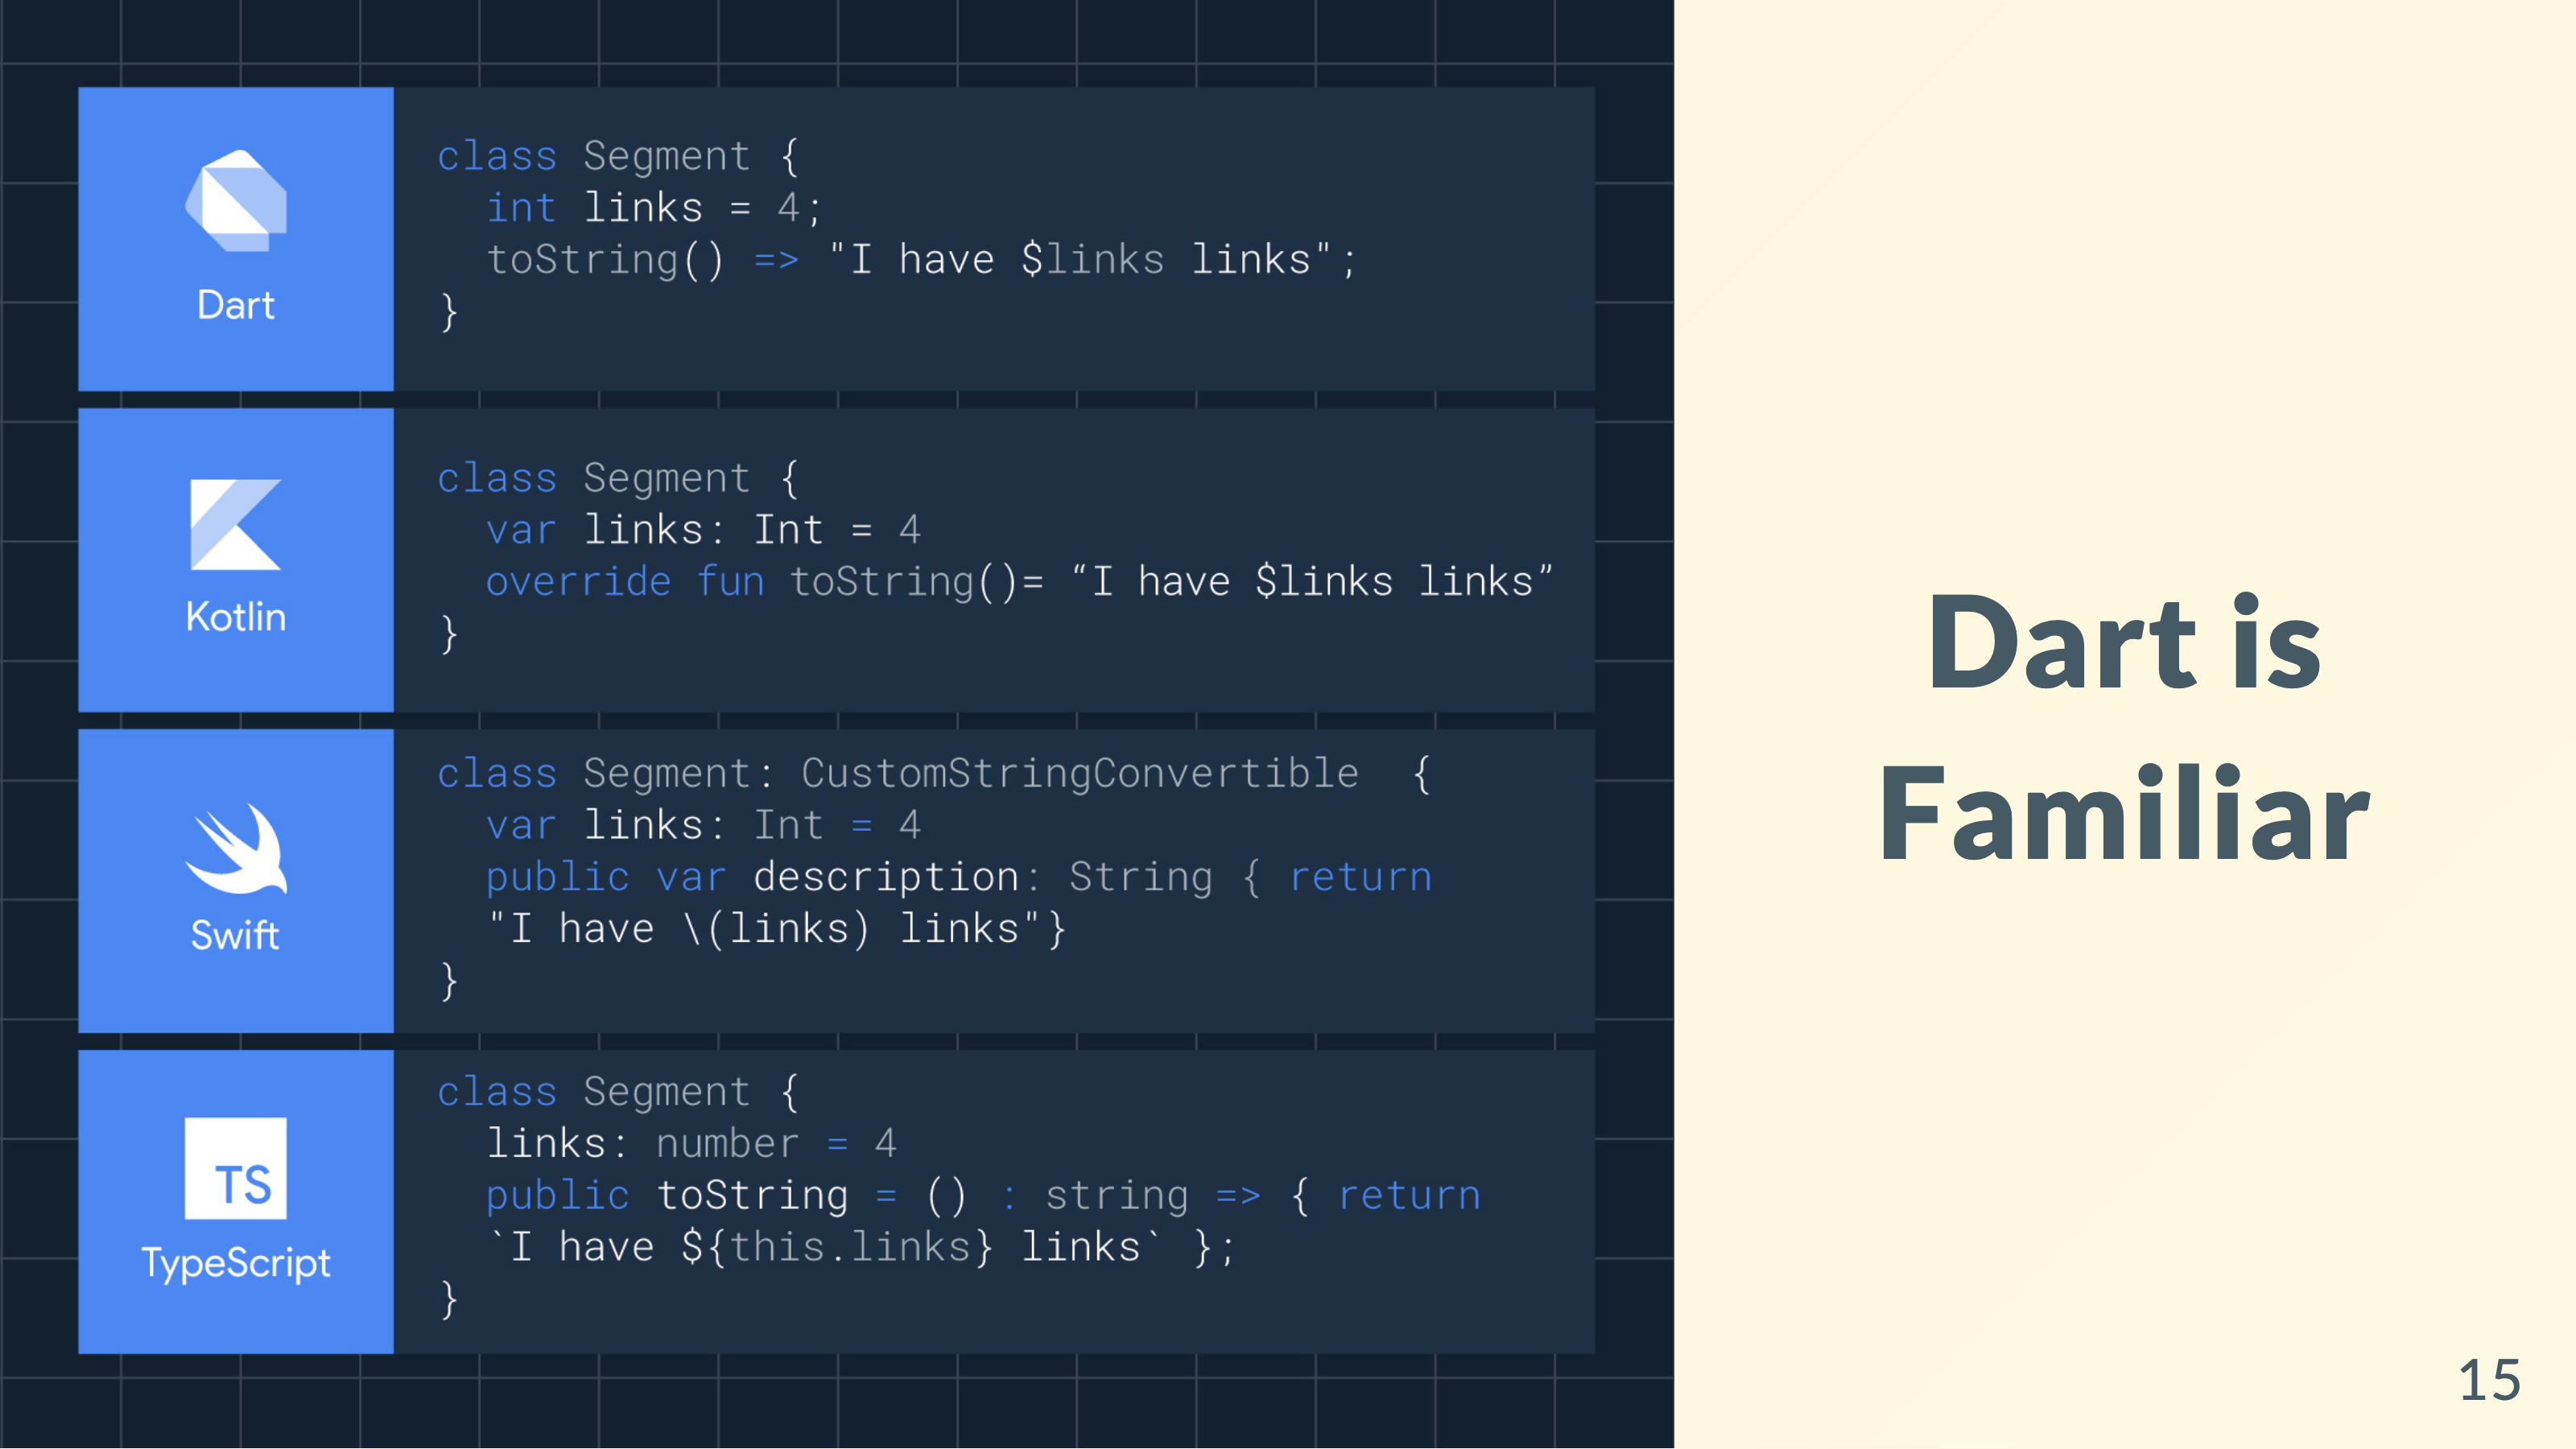 Dart
class Segment {
  int links = 4;
  toString() => "I have $links links";
}
Kotlin
class Segment {
  var links: Int = 4
  override fun toString()= “I have $links links”
}
Swift
class Segment: CustomStringConvertible  {
  var links: Int = 4
  public var description: String { return
  "I have \(links) links"}
}
TS
TypeScript
class Segment {
  links: number = 4
  public toString = () : string => { return
  `I have ${this.links} links` };
}
Dart is
Familiar
15